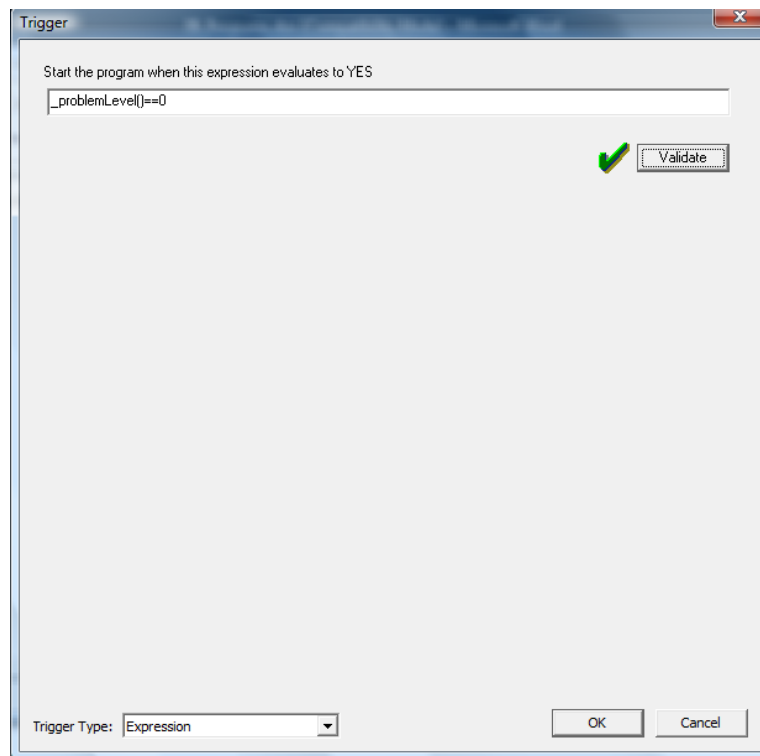 Trigger
Start the program when this expression evaluates to YES
_problemLevel()==0
Validate
Trigger Type: Expression
OK
Cancel